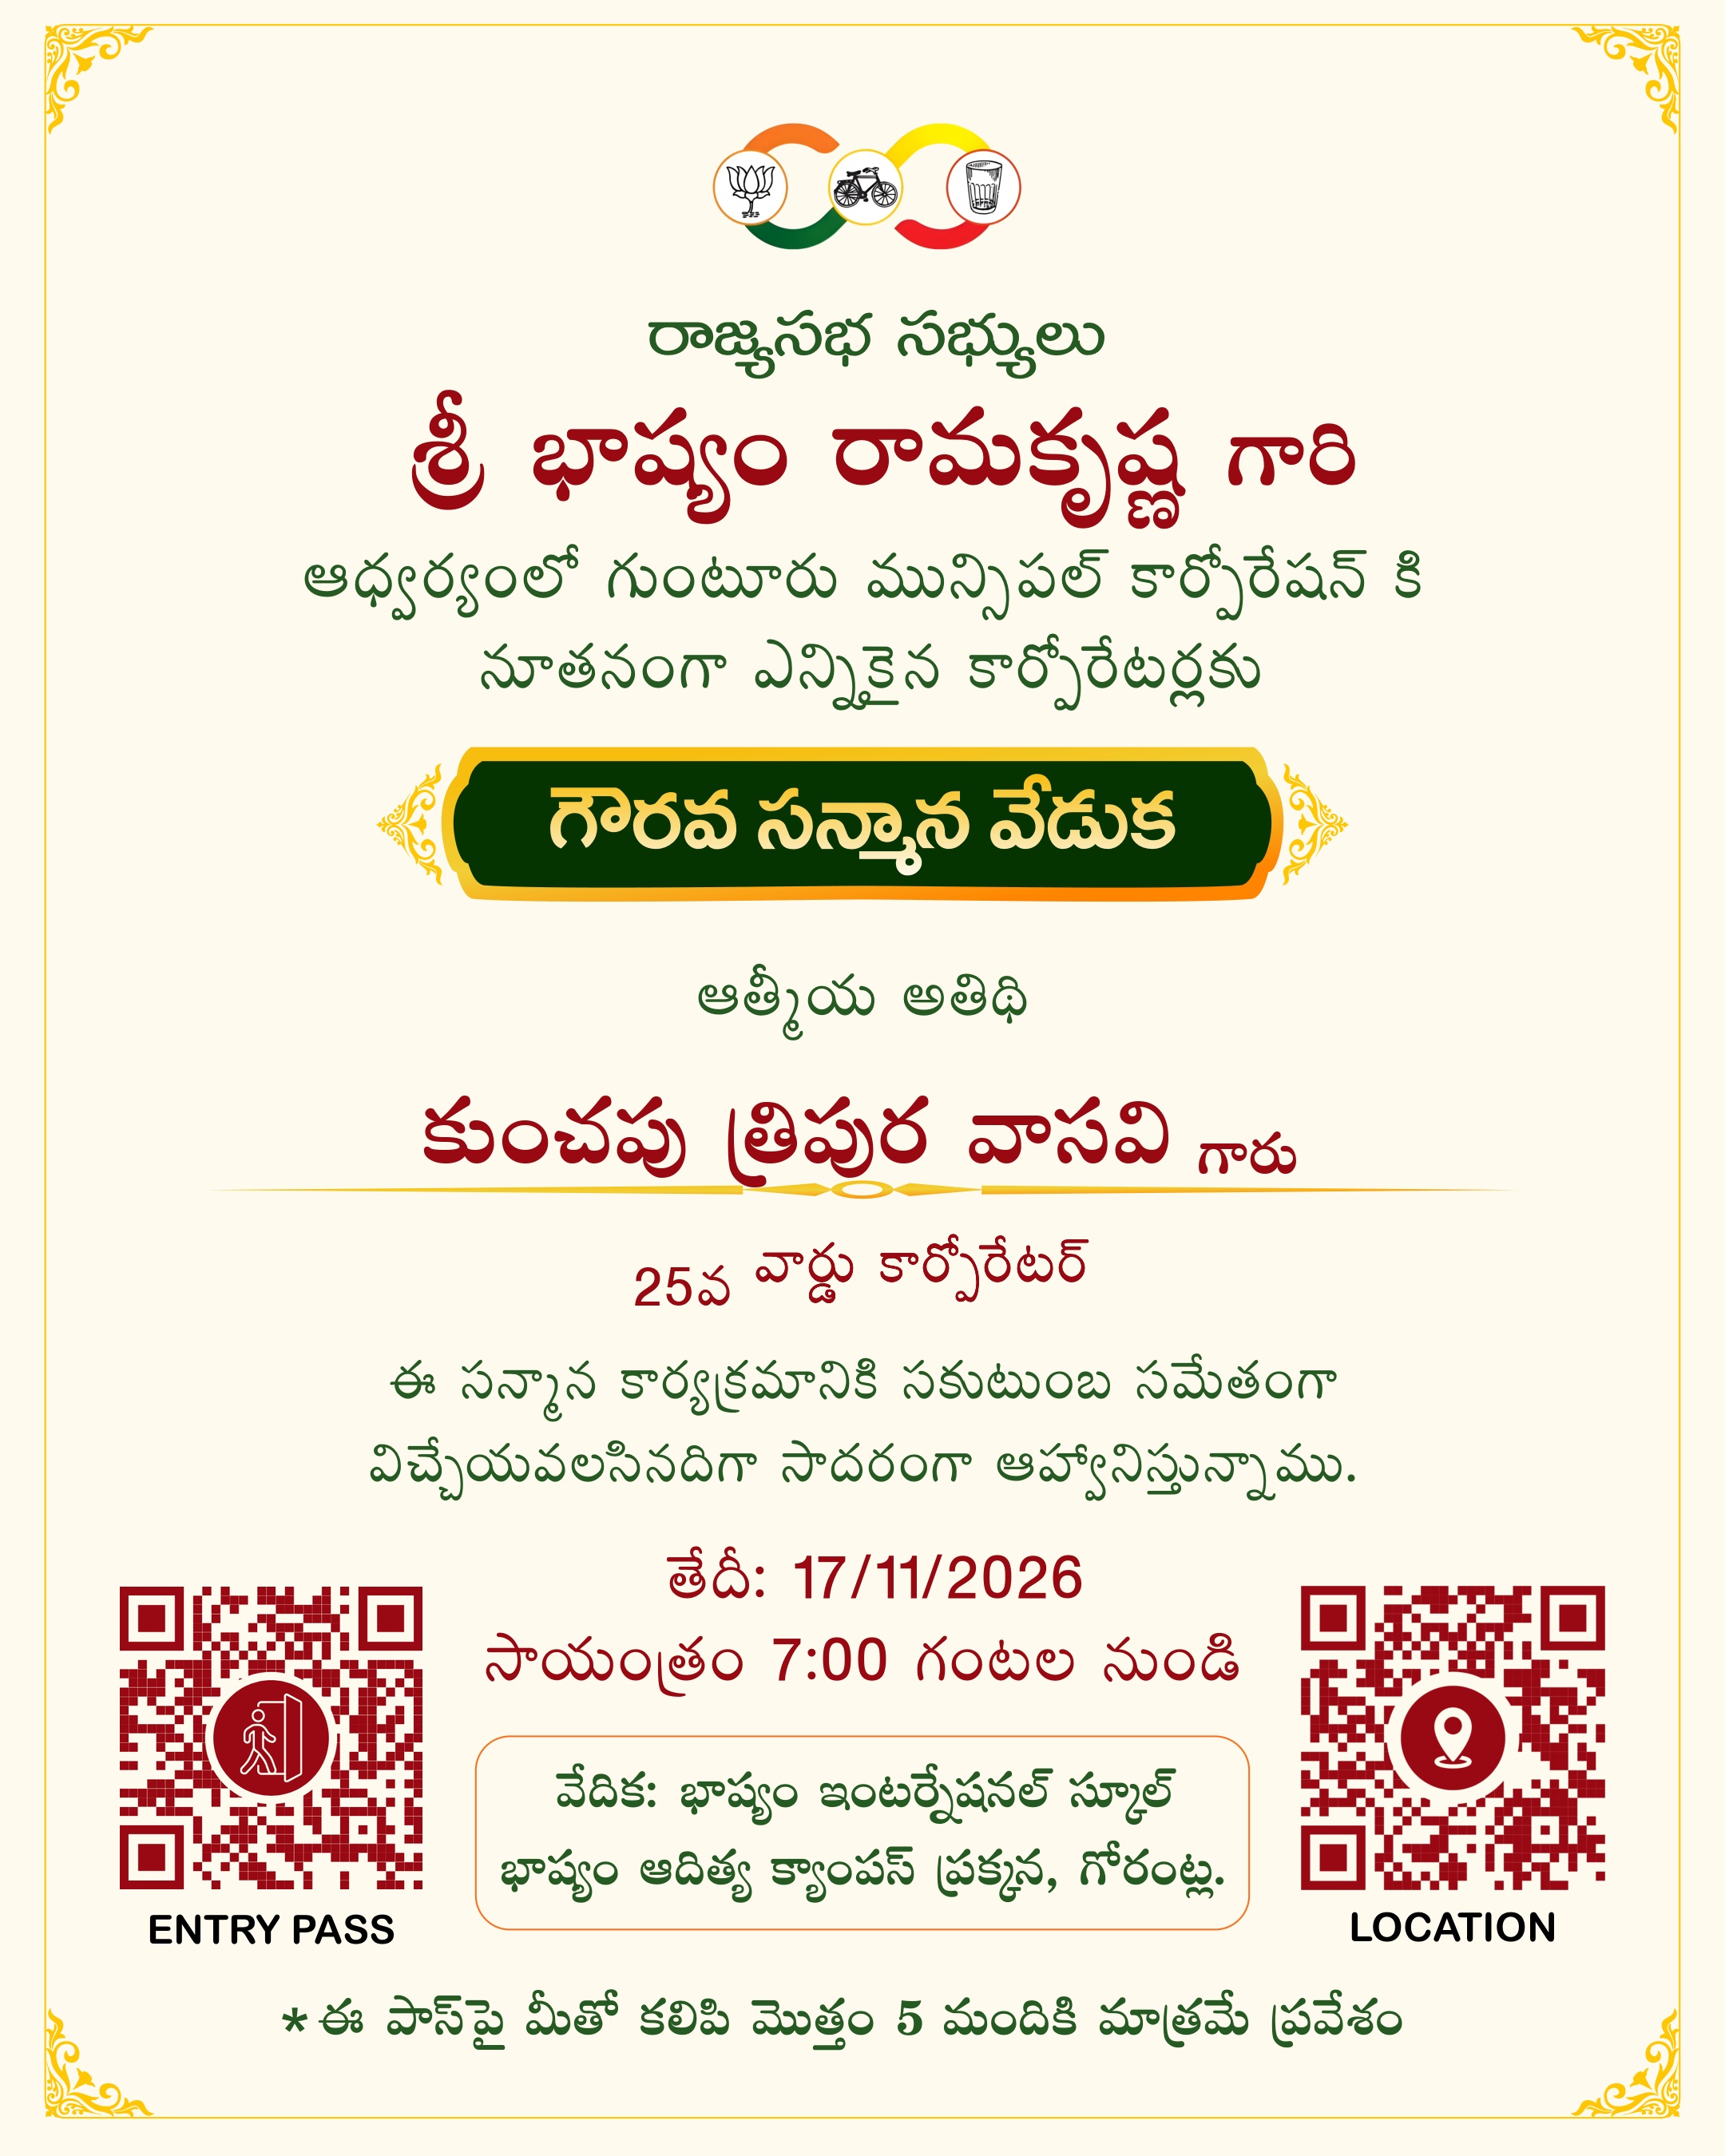 రాజ్యసభ సభ్యులు
శ్రీ భాష్యం రామకృష్ణ గారి
ఆధ్వర్యంలో గుంటూరు మున్సిపల్ కార్పోరేషన్ కి
నూతనంగా ఎన్నికైన కార్పోరేటర్లకు
గౌరవ సన్మాన వేడుక
ఆత్మీయ అతిథి
కుంచపు త్రిపుర వాసవి గారు
25వ వార్డు కార్పోరేటర్
ఈ సన్మాన కార్యక్రమానికి సకుటుంబ సమేతంగా
విచ్చేయవలసినదిగా సాదరంగా ఆహ్వానిస్తున్నాము.
తేదీ: 17/11/2026
సాయంత్రం 7:00 గంటల నుండి
వేదిక: భాష్యం ఇంటర్నేషనల్ స్కూల్
భాష్యం ఆదిత్య క్యాంపస్ ప్రక్కన, గోరంట్ల.
ENTRY PASS
LOCATION
*ఈ పాస్‌పై మీతో కలిపి మొత్తం 5 మందికి మాత్రమే ప్రవేశం